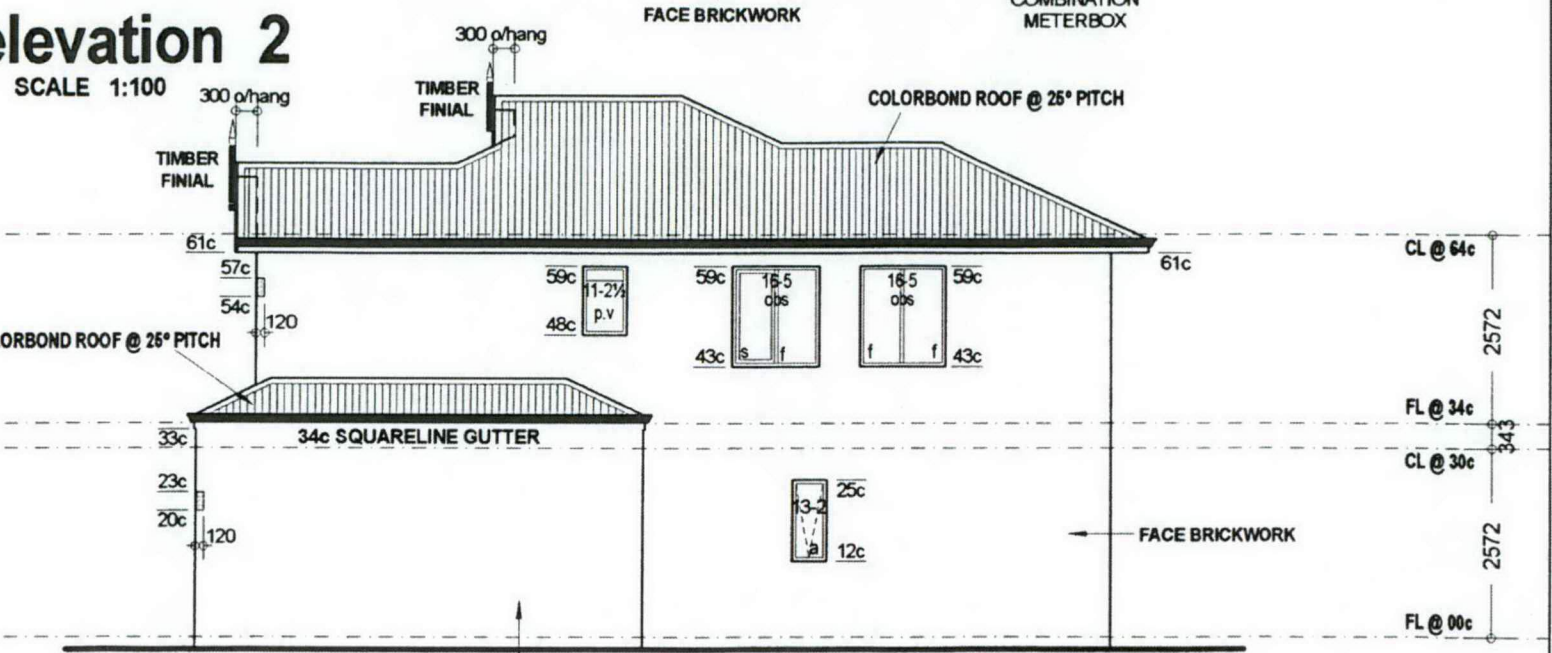 elevation 2
SCALE 1:100
FACE BRICKWORK
COMBINATION
METERBOX
300 o/hang
300 o/hang
TIMBER
FINIAL
TIMBER
FINIAL
COLORBOND ROOF @ 25° PITCH
61c
61c
CL @ 64c
57c
54c
120
59c
11-2½
p.v
48c
59c
16-5
obs
s f
43c
16-5
obs
f f
59c
43c
2572
ORBOND ROOF @ 25° PITCH
FL @ 34c
343
33c
34c SQUARELINE GUTTER
CL @ 30c
23c
20c
120
25c
13-2
a
12c
FACE BRICKWORK
2572
FL @ 00c